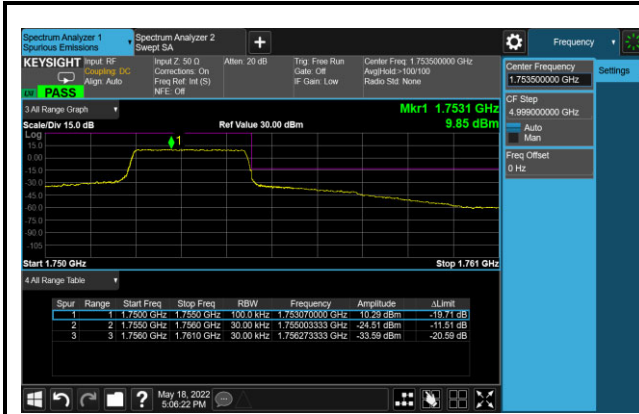 Spectrum Analyzer 1
Spurious Emissions
Spectrum Analyzer 2
Swept SA
+
Frequency
KEYSIGHT
Input: RF
Coupling: DC
Align: Auto
Input Z: 50 Ω
Corrections: On
Freq Ref: Int (S)
NFE: Off
Atten: 20 dB
Trig: Free Run
Gate: Off
IF Gain: Low
Center Freq: 1.753500000 GHz
Avg|Hold:>100/100
Radio Std: None
PASS
Center Frequency
1.753500000 GHz
Settings
CF Step
4.999000000 GHz
Auto
Man
Freq Offset
0 Hz
3 All Range Graph
Mkr1 1.7531 GHz
Scale/Div 15.0 dB
Ref Value 30.00 dBm
9.85 dBm
Log
1
15.0
0.00
-15.0
-30.0
-45.0
-60.0
-75.0
-90.0
-105
Start 1.750 GHz
Stop 1.761 GHz
4 All Range Table
Spur Range Start Freq Stop Freq RBW Frequency Amplitude ΔLimit
1 1 1.7500 GHz 1.7550 GHz 100.0 kHz 1.753070000 GHz 10.29 dBm -19.71 dB
2 2 1.7550 GHz 1.7560 GHz 30.00 kHz 1.755003333 GHz -24.51 dBm -11.51 dB
3 3 1.7560 GHz 1.7610 GHz 30.00 kHz 1.756273333 GHz -33.59 dBm -20.59 dB
?
May 18, 2022
5:06:22 PM